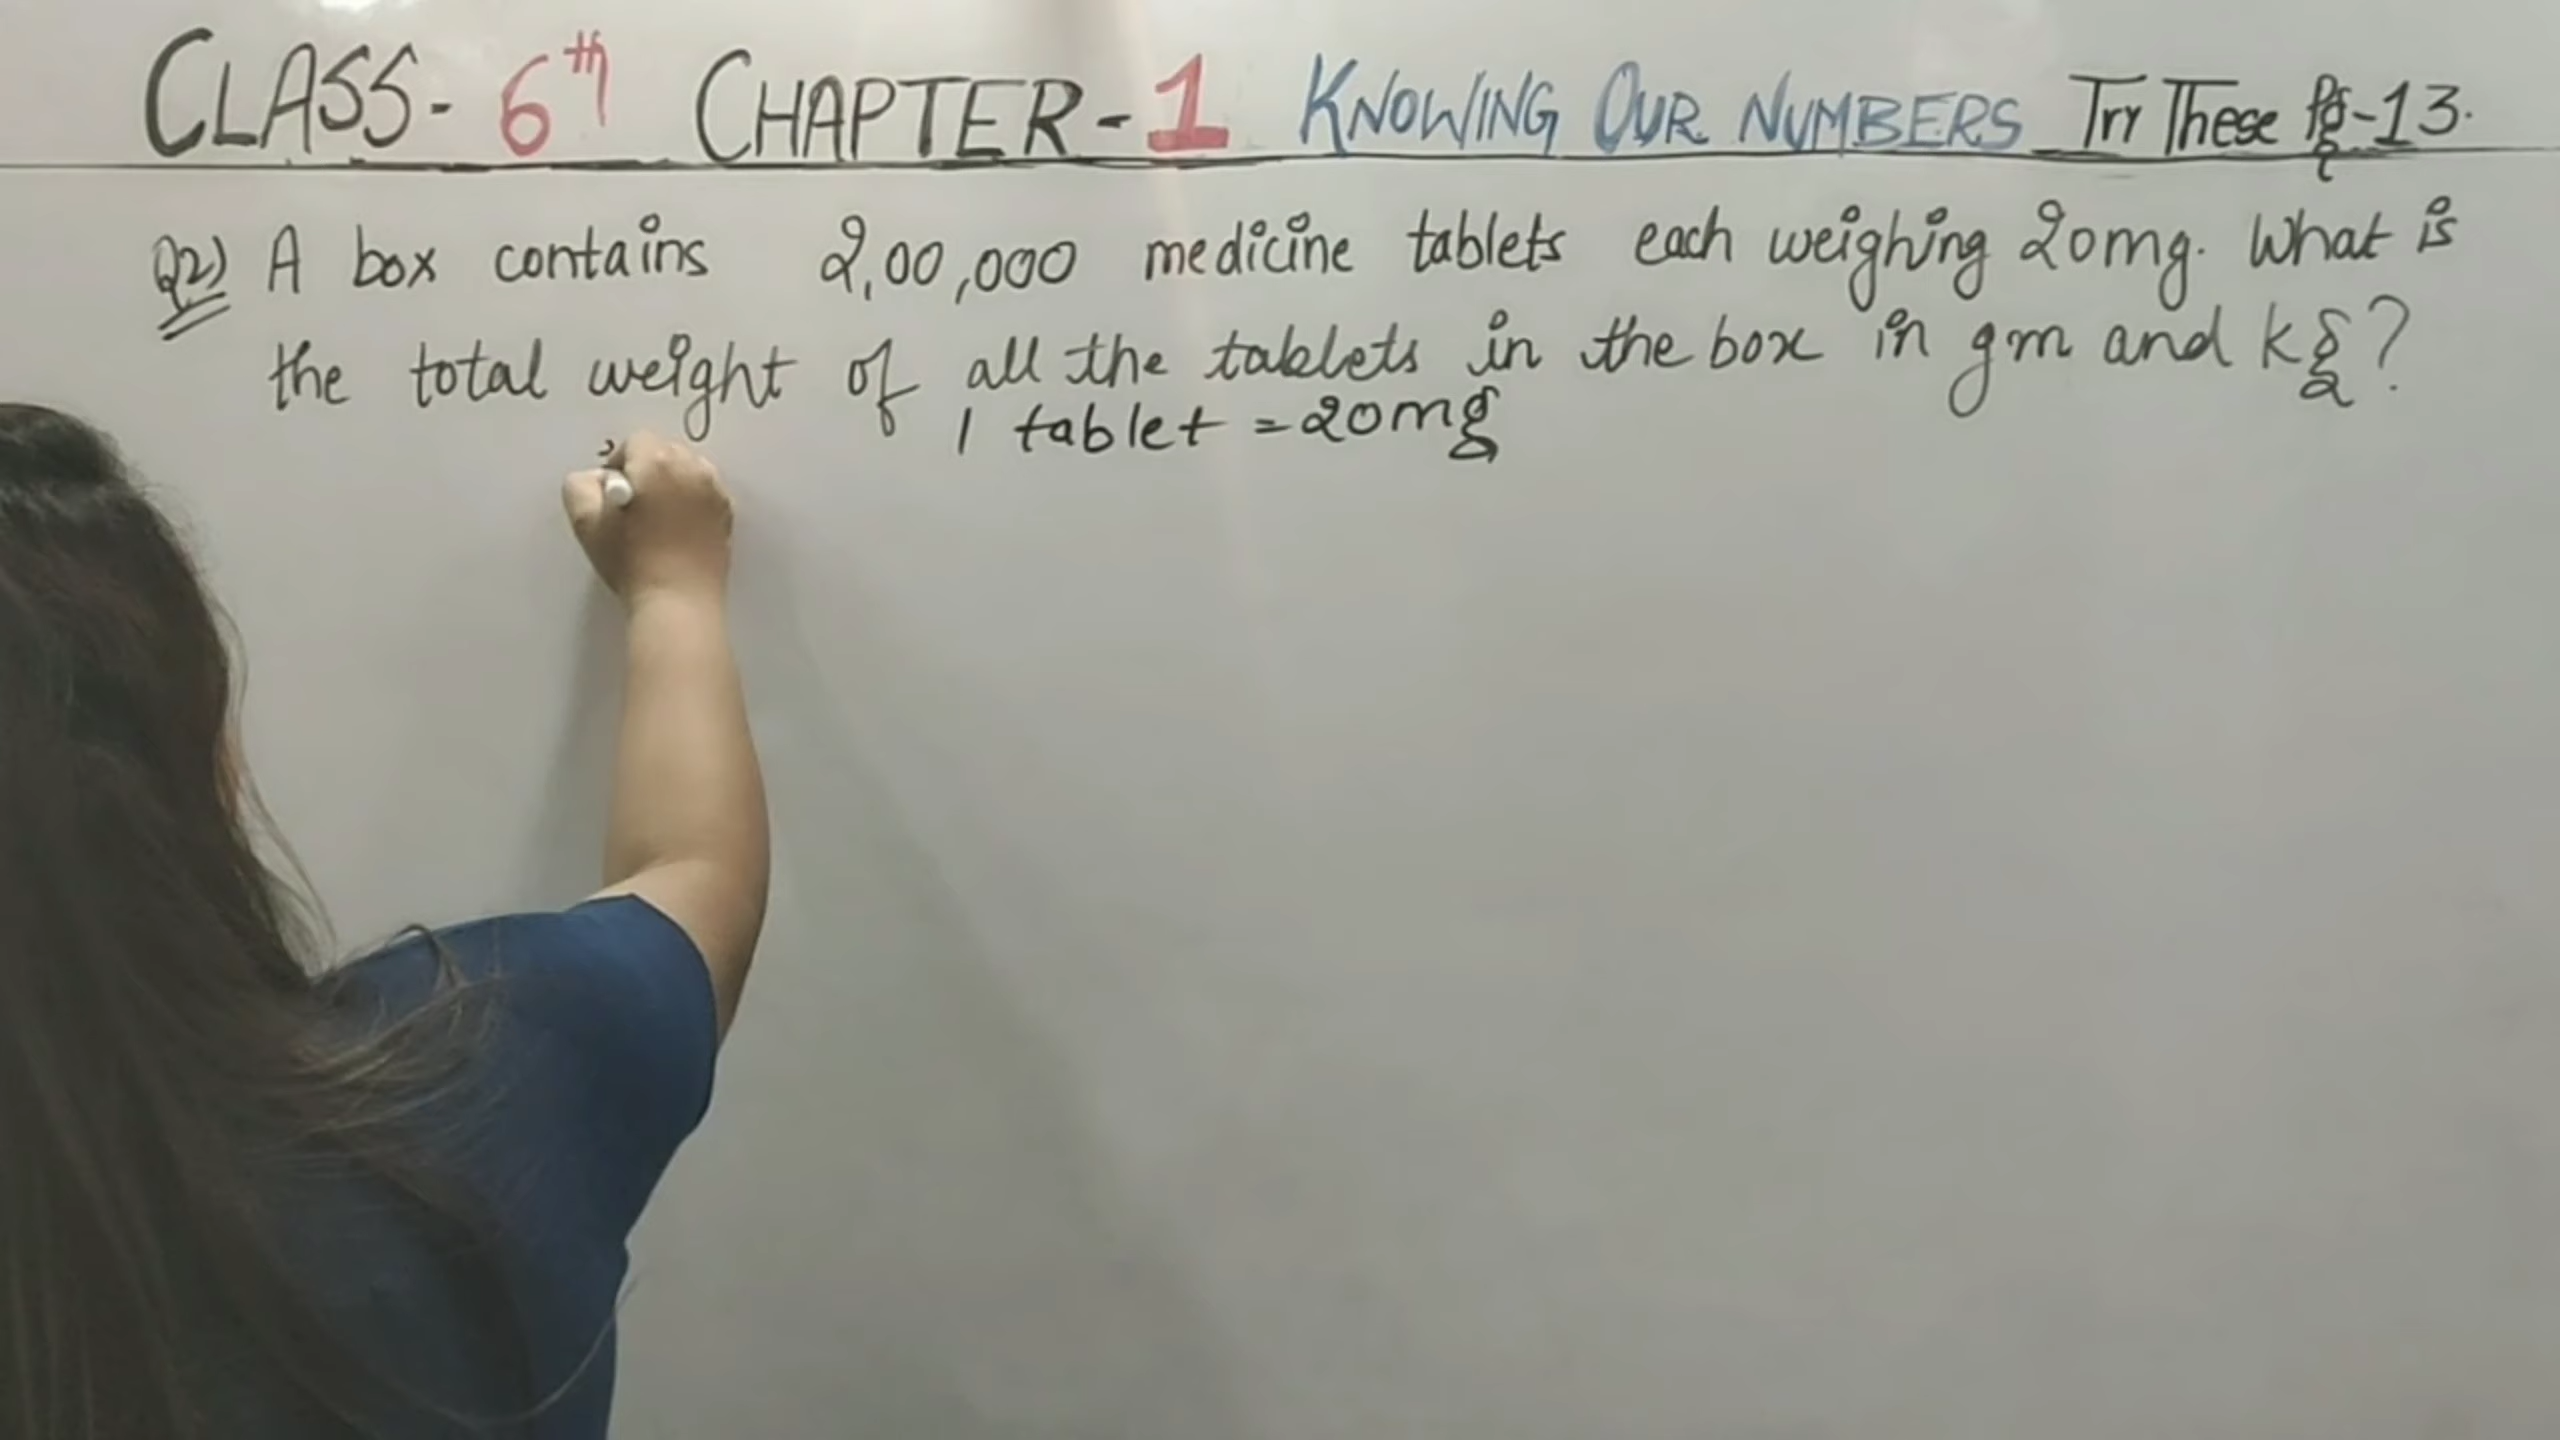 CLASS- 6th CHAPTER-1 KNOWING OUR NUMBERS Try These Pg-13.
Q2) A box contains 2,00,000 medicine tablets each weighing 20mg. What is
the total weight of all the tablets in the box in gm and kg?
1 tablet = 20mg